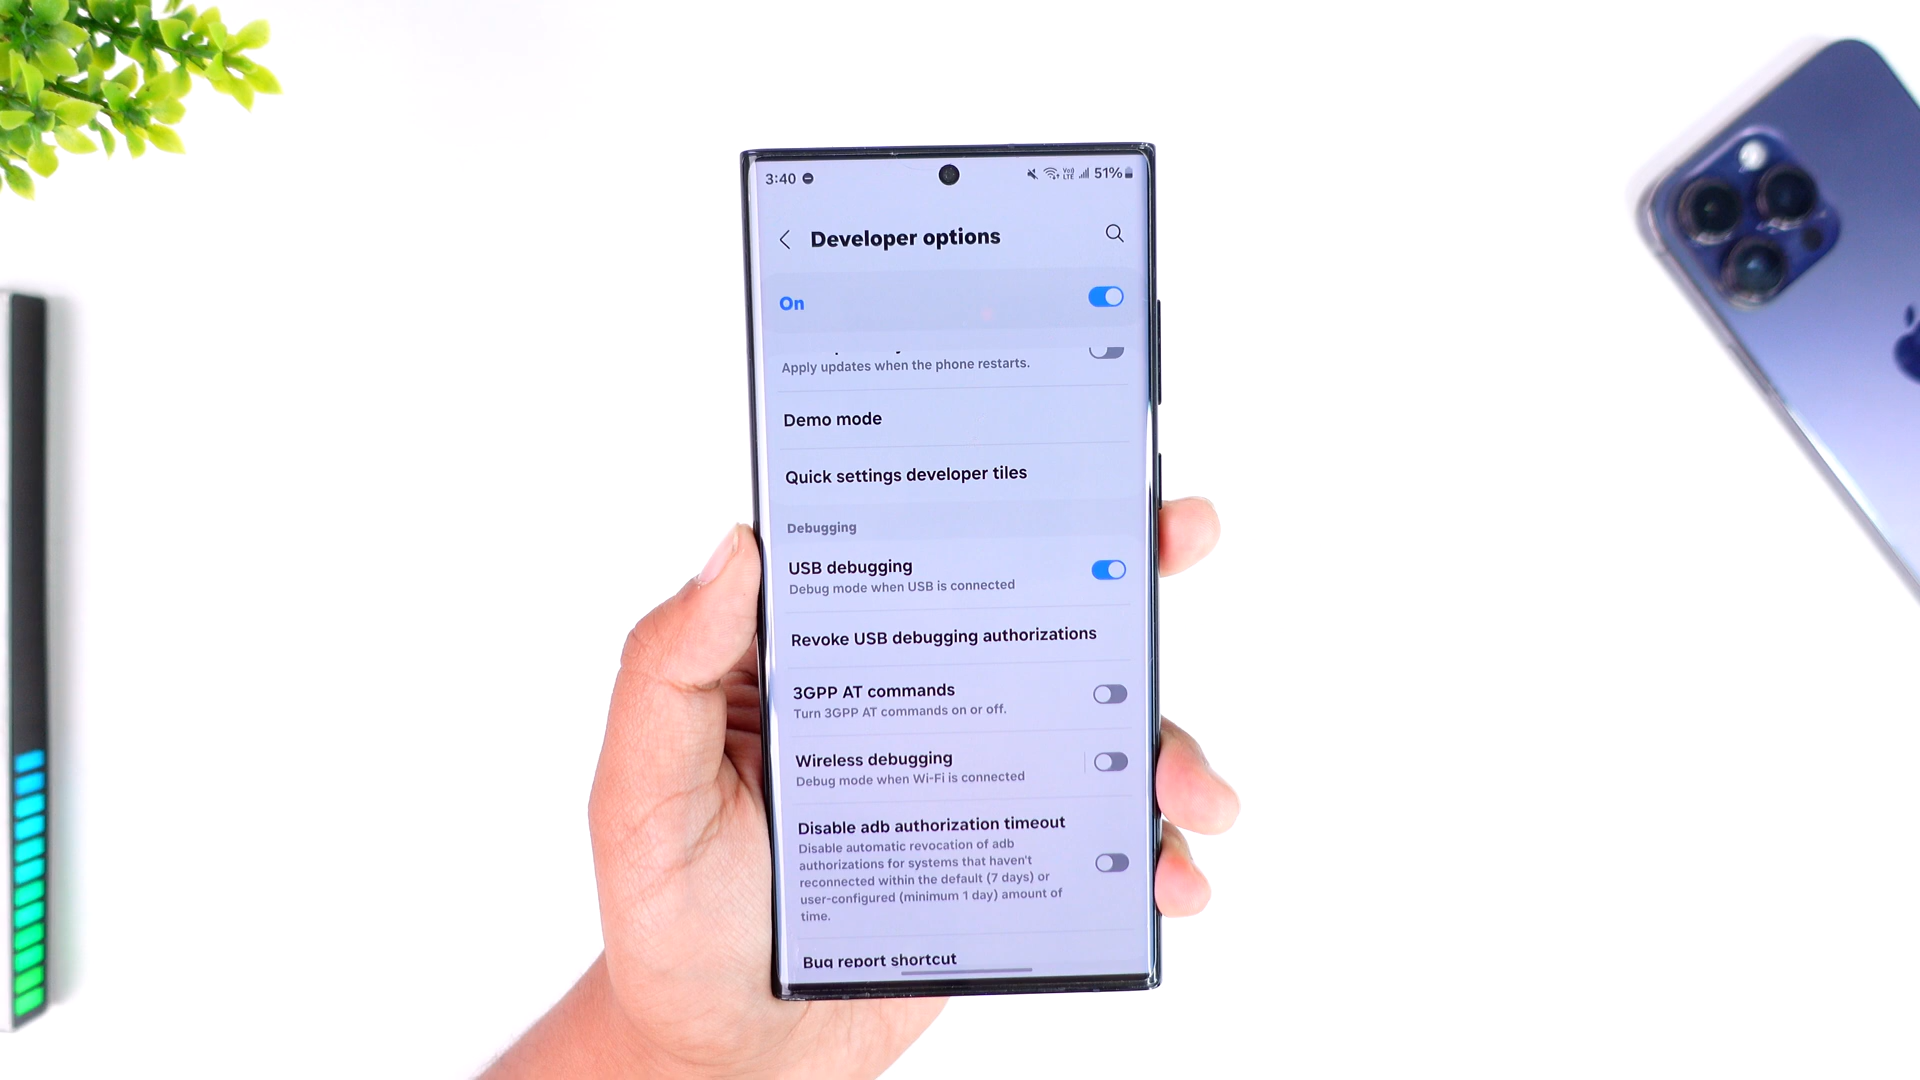 3:40
Vo)) LTE 51%
Developer options
On
Apply updates when the phone restarts.
Demo mode
Quick settings developer tiles
Debugging
USB debugging
Debug mode when USB is connected
Revoke USB debugging authorizations
3GPP AT commands
Turn 3GPP AT commands on or off.
Wireless debugging
Debug mode when Wi-Fi is connected
Disable adb authorization timeout
Disable automatic revocation of adb
authorizations for systems that haven't
reconnected within the default (7 days) or
user-configured (minimum 1 day) amount of
time.
Bug report shortcut